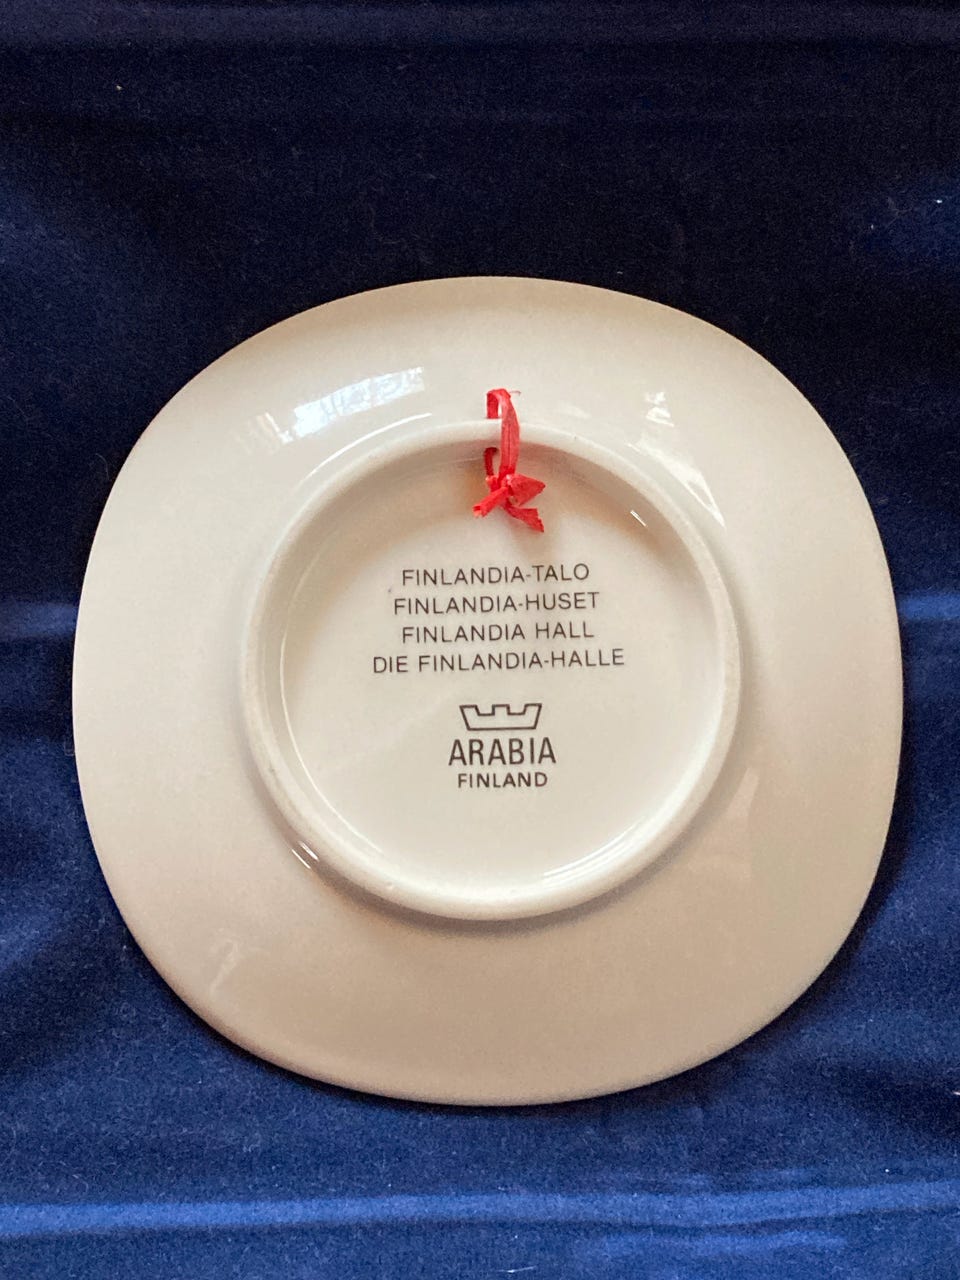 FINLANDIA-TALO
FINLANDIA-HUSET
FINLANDIA HALL
DIE FINLANDIA-HALLE
ARABIA
FINLAND